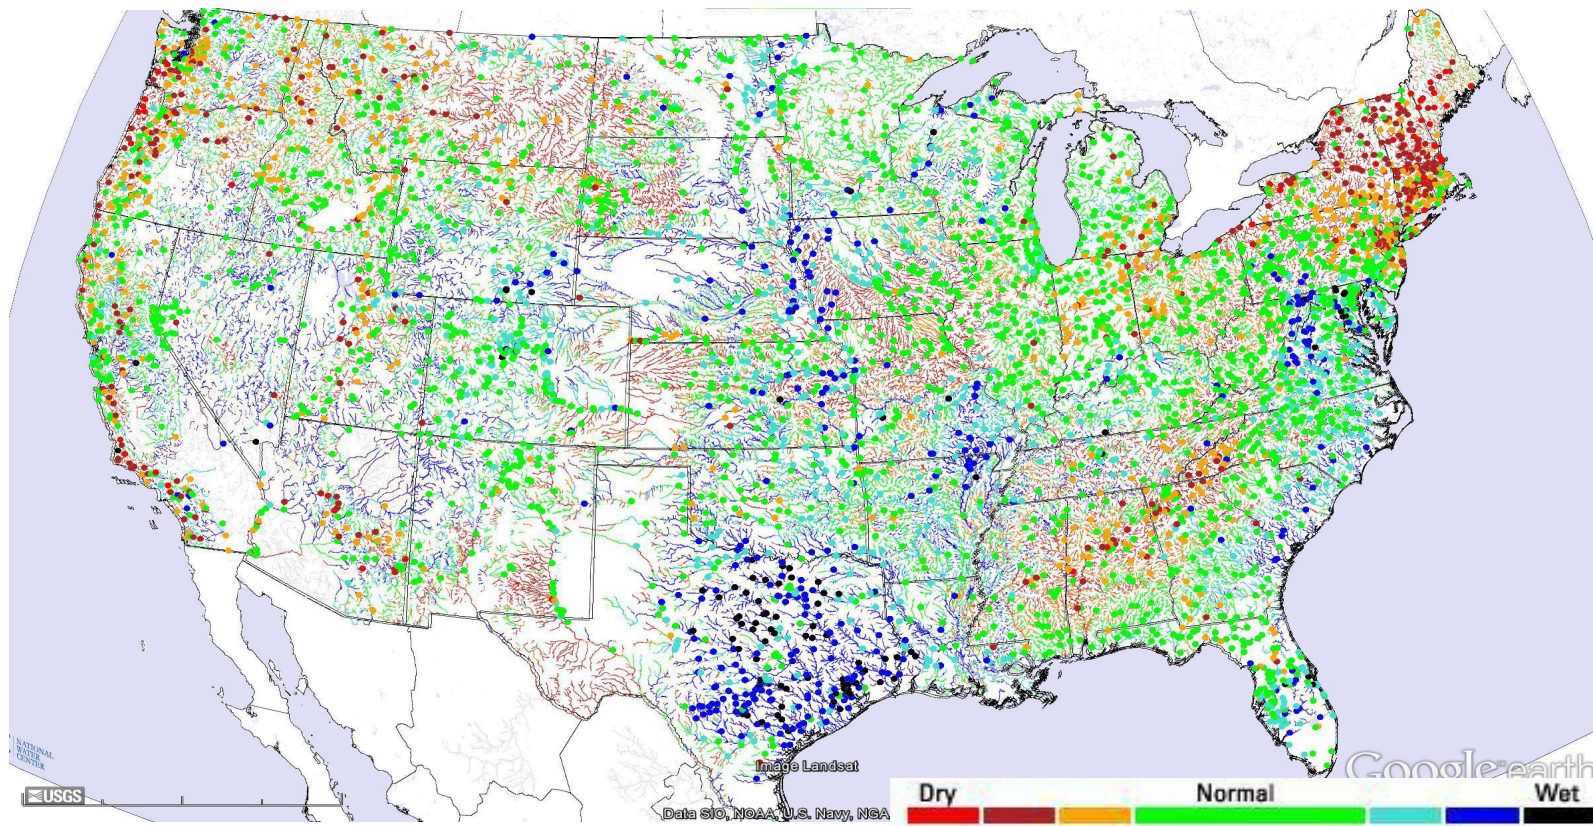 NATIONAL
WATER
CENTER
USGS
Image Landsat
Data SIO, NOAA, U.S. Navy, NGA
Google earth
Dry Normal Wet